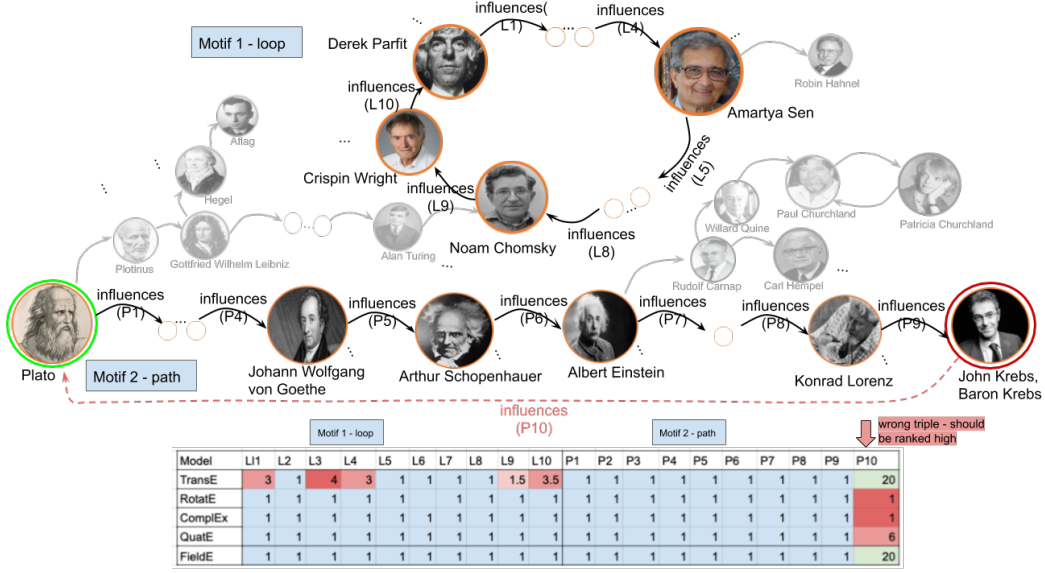 influences(
L1)
influences
(L4)
Motif 1 - loop
Derek Parfit
Robin Hahnel
influences
(L10)
Amartya Sen
Aflag
Crispin Wright
influences
(L9)
influences
(L5)
Hegel
Noam Chomsky
influences
(L8)
Willard Quine
Paul Churchland
Patricia Churchland
Plotinus
Gottfried Wilhelm Leibniz
Alan Turing
Rudolf Carnap
Carl Hempel
influences
(P1)
influences
(P4)
influences
(P5)
influences
(P6)
influences
(P7)
influences
(P8)
influences
(P9)
Plato
Motif 2 - path
Johann Wolfgang
von Goethe
Arthur Schopenhauer
Albert Einstein
Konrad Lorenz
John Krebs,
Baron Krebs
influences
(P10)
wrong triple - should
be ranked high
Motif 1 - loop
Motif 2 - path
Model LI1 L2 L3 L4 L5 L6 L7 L8 L9 L10 P1 P2 P3 P4 P5 P6 P7 P8 P9 P10
TransE 3 1 4 3 1 1 1 1 1.5 3.5 1 1 1 1 1 1 1 1 1 20
RotatE 1 1 1 1 1 1 1 1 1 1 1 1 1 1 1 1 1 1 1 1
ComplEx 1 1 1 1 1 1 1 1 1 1 1 1 1 1 1 1 1 1 1 1
QuatE 1 1 1 1 1 1 1 1 1 1 1 1 1 1 1 1 1 1 1 6
FieldE 1 1 1 1 1 1 1 1 1 1 1 1 1 1 1 1 1 1 1 20